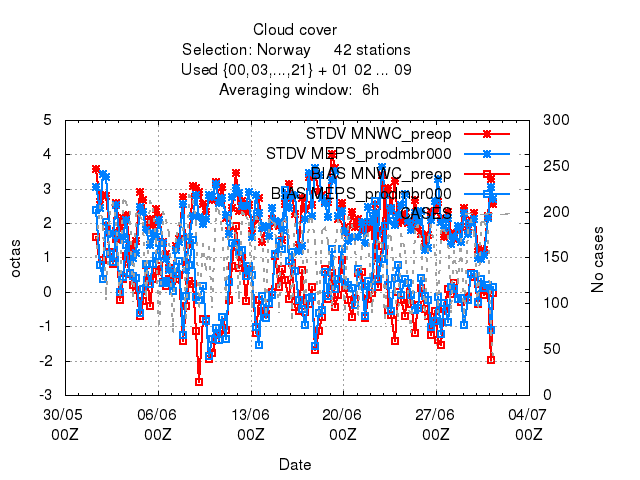 Cloud cover
Selection: Norway 42 stations
Used {00,03,...,21} + 01 02 ... 09
Averaging window: 6h
5
4
3
2
1
0
-1
-2
-3
octas
300
250
200
150
100
50
0
No cases
STDV MNWC_preop
STDV MEPS_prodmbr000
BIAS MNWC_preop
BIAS MEPS_prodmbr000
CASES
30/05 06/06 13/06 20/06 27/06 04/07
00Z 00Z 00Z 00Z 00Z 00Z
Date